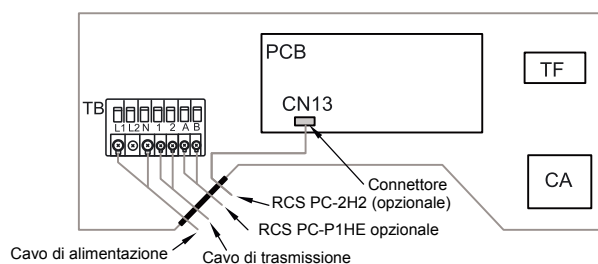 PCB
TF
CN13
TB
L1 L2 N 1 2 A B
Connettore
CA
RCS PC-2H2 (opzionale)
RCS PC-P1HE opzionale
Cavo di alimentazione
Cavo di trasmissione